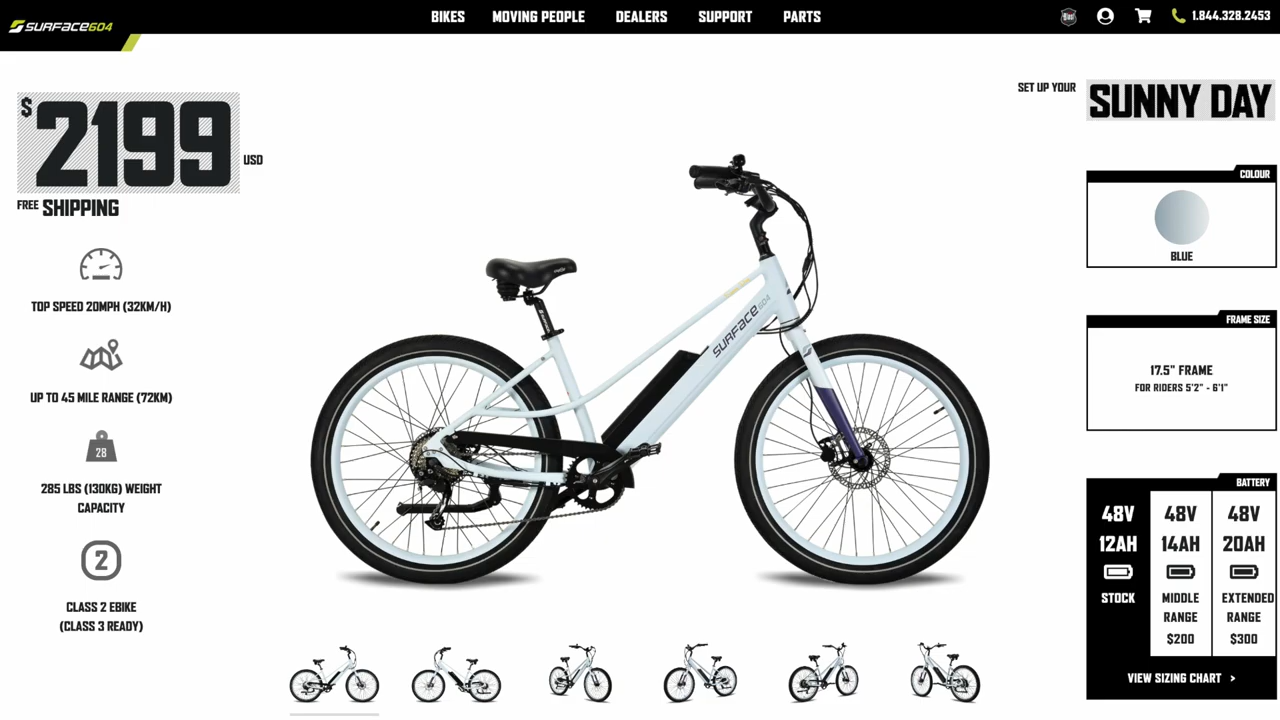 SURFACE604
BIKES
MOVING PEOPLE
DEALERS
SUPPORT
PARTS
1.844.328.2453
$2199 USD
FREE SHIPPING
TOP SPEED 20MPH (32KM/H)
UP TO 45 MILE RANGE (72KM)
28
285 LBS (130KG) WEIGHT
CAPACITY
2
CLASS 2 EBIKE
(CLASS 3 READY)
SURFACE 604
SET UP YOUR
SUNNY DAY
COLOUR
BLUE
FRAME SIZE
17.5" FRAME
FOR RIDERS 5'2" - 6'1"
BATTERY
48V
12AH
STOCK
48V
14AH
MIDDLE
RANGE
$200
48V
20AH
EXTENDED
RANGE
$300
VIEW SIZING CHART >